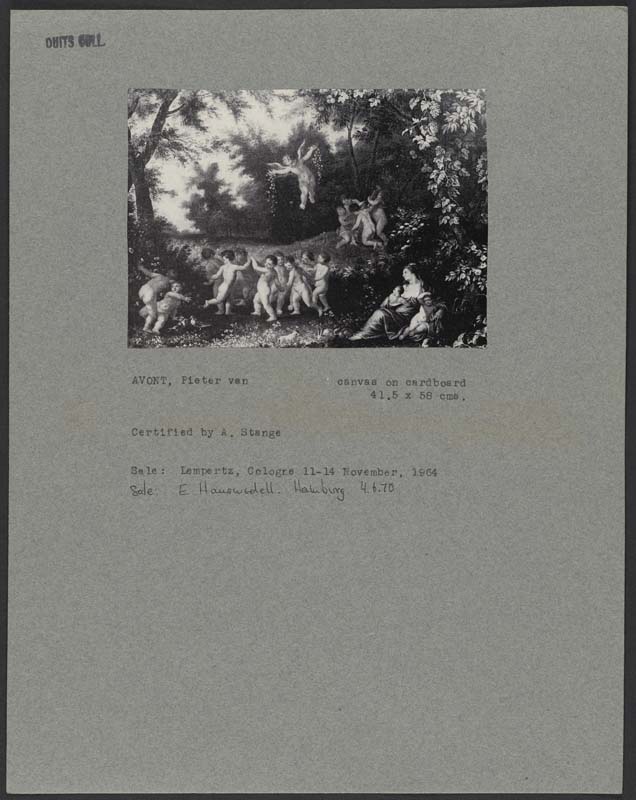 OUITS COLL.
AVONT, Pieter van
canvas on cardboard
41.5 x 58 cms.
Certified by A. Stange
Sale: Lempertz, Cologne 11-14 November, 1964
Sale: E. Hauswedell. Hamburg 4.6.70